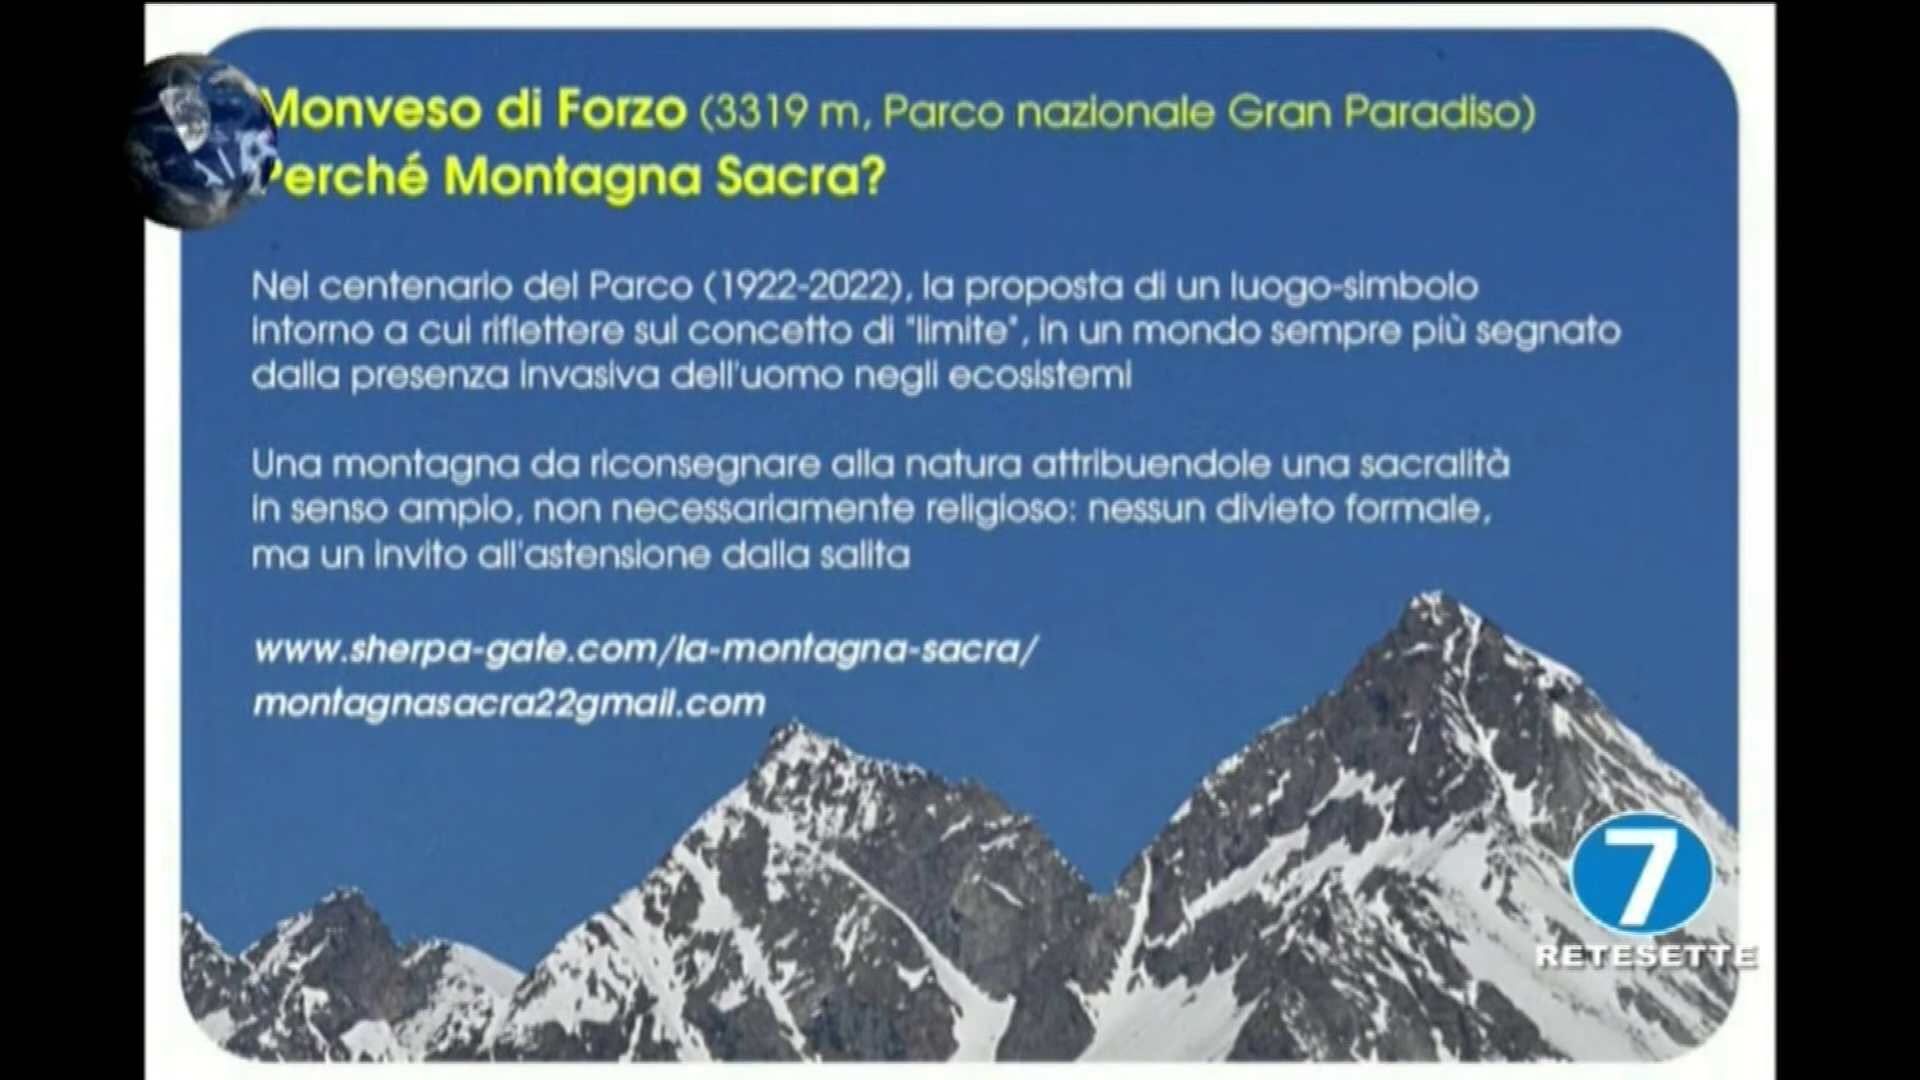 Monveso di Forzo (3319 m, Parco nazionale Gran Paradiso)
Perché Montagna Sacra?
Nel centenario del Parco (1922-2022), la proposta di un luogo-simbolo
intorno a cui riflettere sul concetto di "limite", in un mondo sempre più segnato
dalla presenza invasiva dell'uomo negli ecosistemi
Una montagna da riconsegnare alla natura attribuendole una sacralità
in senso ampio, non necessariamente religioso: nessun divieto formale,
ma un invito all'astensione dalla salita
www.sherpa-gate.com/la-montagna-sacra/
montagnasacra22gmail.com
7
RETESETTE